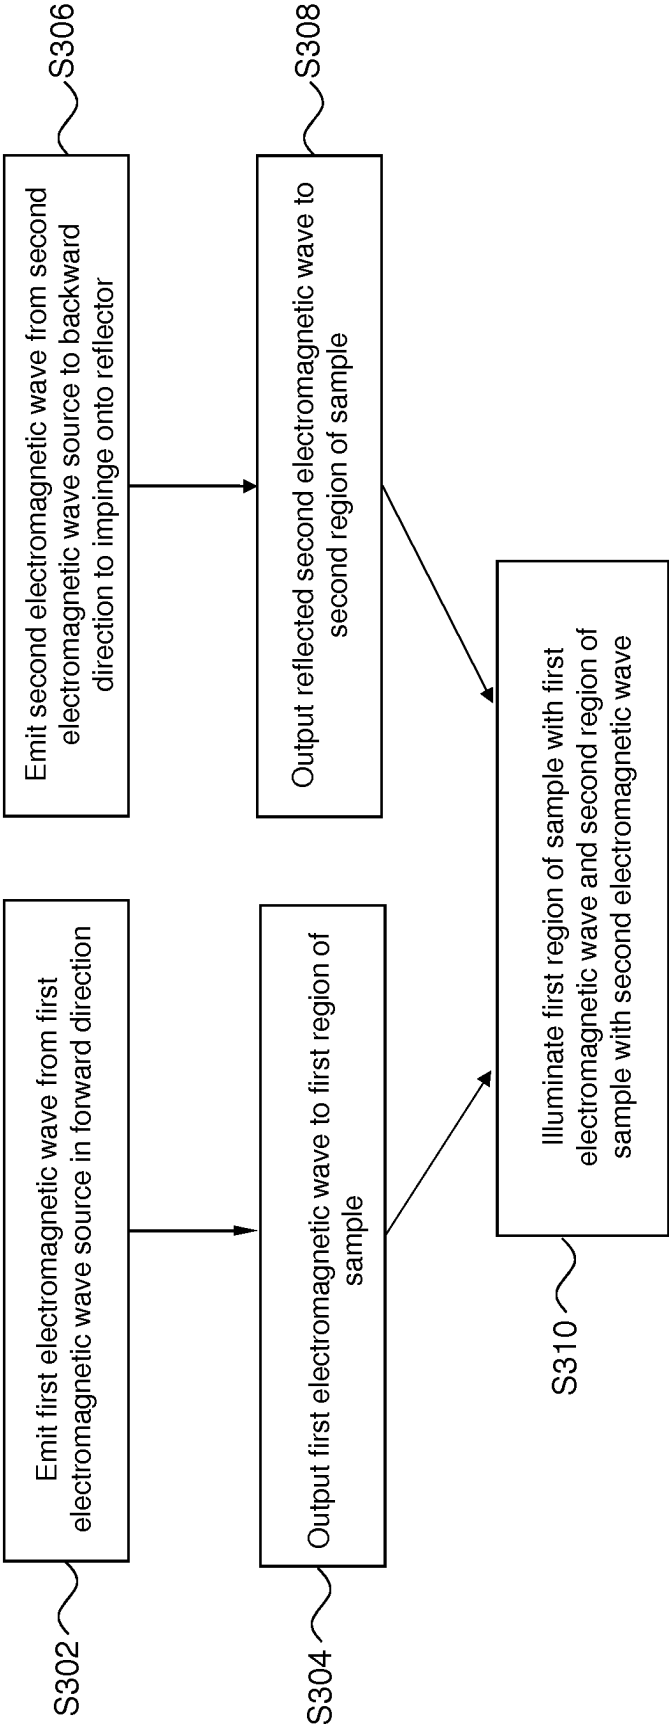 S302
Emit first electromagnetic wave from first
electromagnetic wave source in forward direction
S304
Output first electromagnetic wave to first region of
sample
S306
Emit second electromagnetic wave from second
electromagnetic wave source to backward
direction to impinge onto reflector
S308
Output reflected second electromagnetic wave to
second region of sample
S310
Illuminate first region of sample with first
electromagnetic wave and second region of
sample with second electromagnetic wave